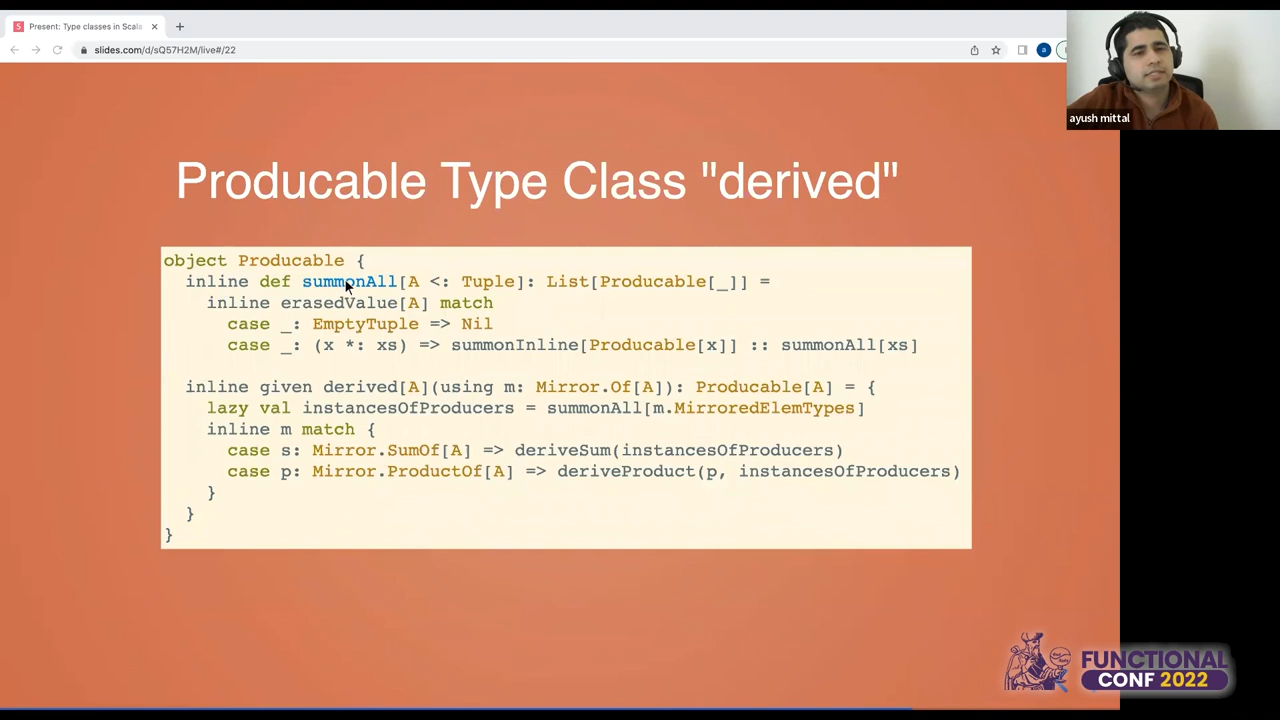 Present: Type classes in Scala
slides.com/d/sQ57H2M/live#/22
a
ayush mittal
Producable Type Class "derived"
object Producable {
inline def summonAll[A <: Tuple]: List[Producable[_]] =
inline erasedValue[A] match
case _: EmptyTuple => Nil
case _: (x *: xs) => summonInline[Producable[x]] :: summonAll[xs]
inline given derived[A](using m: Mirror.Of[A]): Producable[A] = {
lazy val instancesOfProducers = summonAll[m.MirroredElemTypes]
inline m match {
case s: Mirror.SumOf[A] => deriveSum(instancesOfProducers)
case p: Mirror.ProductOf[A] => deriveProduct(p, instancesOfProducers)
}
}
}
FUNCTIONAL
CONF 2022